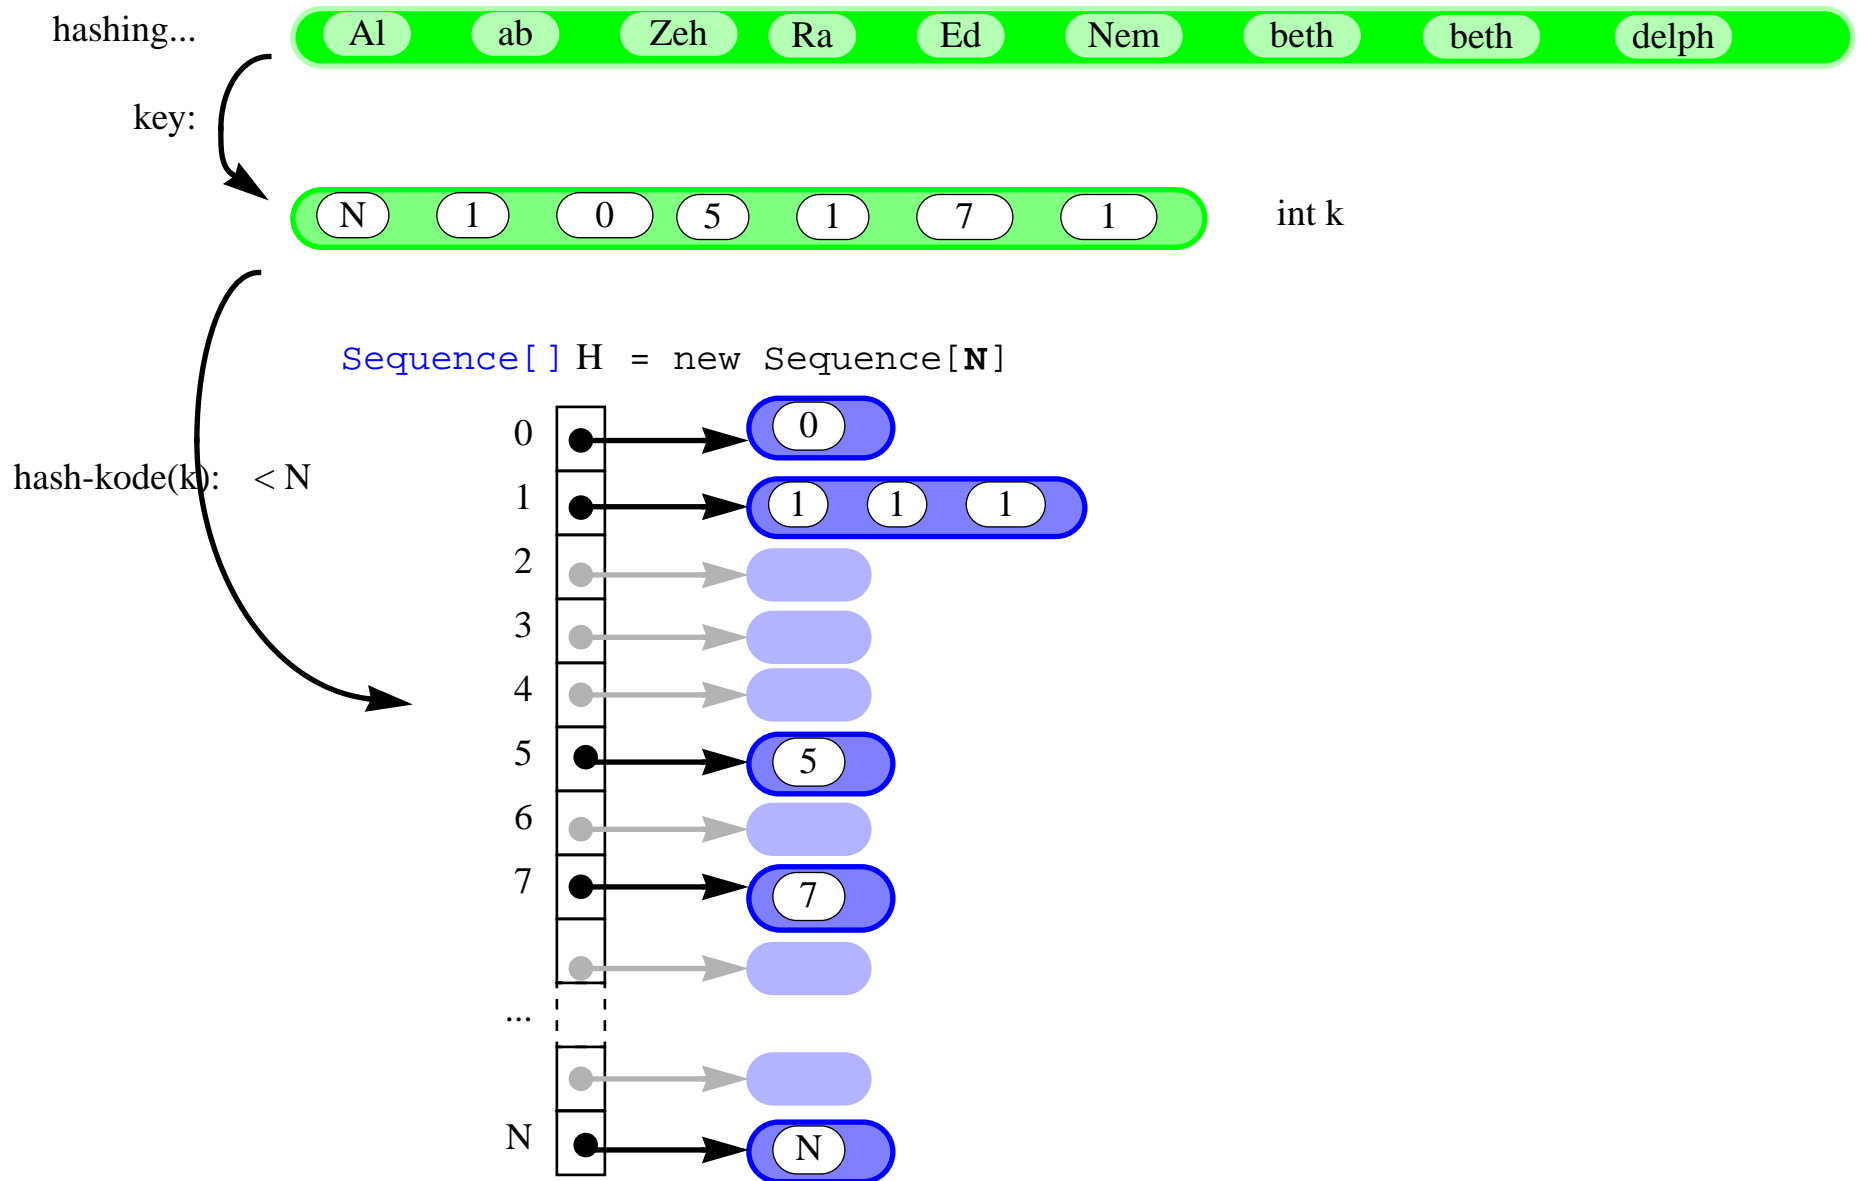 hashing... Al ab Zeh Ra Ed Nem beth beth delph
key:
N 1 0 5 1 7 1 int k
Sequence[] H = new Sequence[N]
0 0
hash-kode(k): < N
1 1 1 1
2
3
4
5 5
6
7 7
...
N N